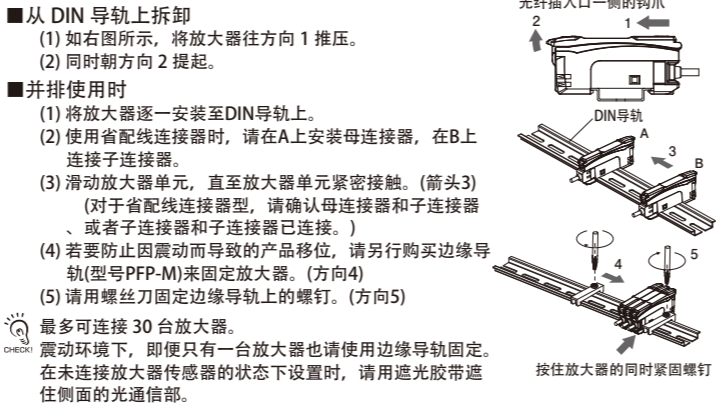 ■从 DIN 导轨上拆卸
(1) 如右图所示，将放大器往方向 1 推压。
(2) 同时朝方向 2 提起。
■并排使用时
(1) 将放大器逐一安装至DIN导轨上。
(2) 使用省配线连接器时，请在A上安装母连接器，在B上
连接子连接器。
(3) 滑动放大器单元，直至放大器单元紧密接触。(箭头3)
(对于省配线连接器型，请确认母连接器和子连接器
、或者子连接器和子连接器已连接。)
(4) 若要防止因震动而导致的产品移位，请另行购买边缘导
轨(型号PFP-M)来固定放大器。(方向4)
(5) 请用螺丝刀固定边缘导轨上的螺钉。(方向5)
CHECK!
最多可连接 30 台放大器。
震动环境下，即便只有一台放大器也请使用边缘导轨固定。
在未连接放大器传感器的状态下设置时，请用遮光胶带遮
住侧面的光通信部。
光纤插入口一侧的钩爪
2
1
DIN导轨
A
3
B
4
5
按住放大器的同时紧固螺钉